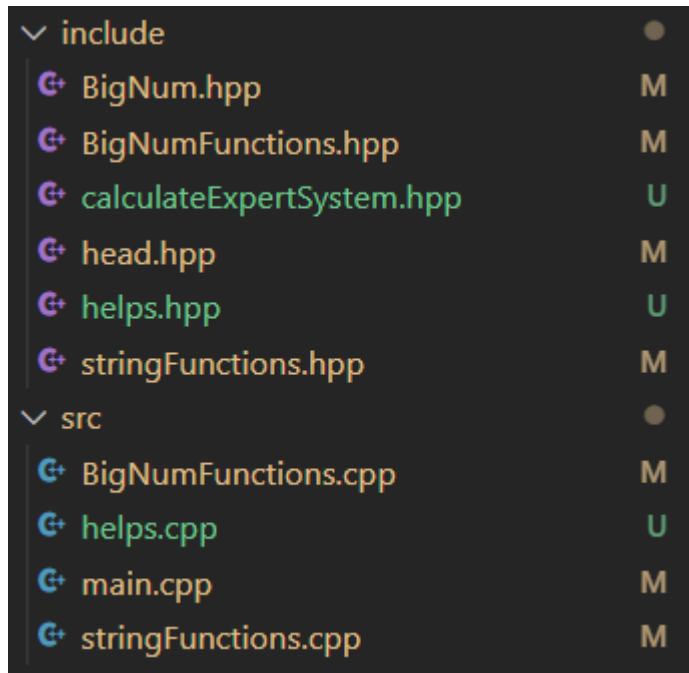 include
BigNum.hpp M
BigNumFunctions.hpp M
calculateExpertSystem.hpp U
head.hpp M
helps.hpp U
stringFunctions.hpp M
src
BigNumFunctions.cpp M
helps.cpp U
main.cpp M
stringFunctions.cpp M